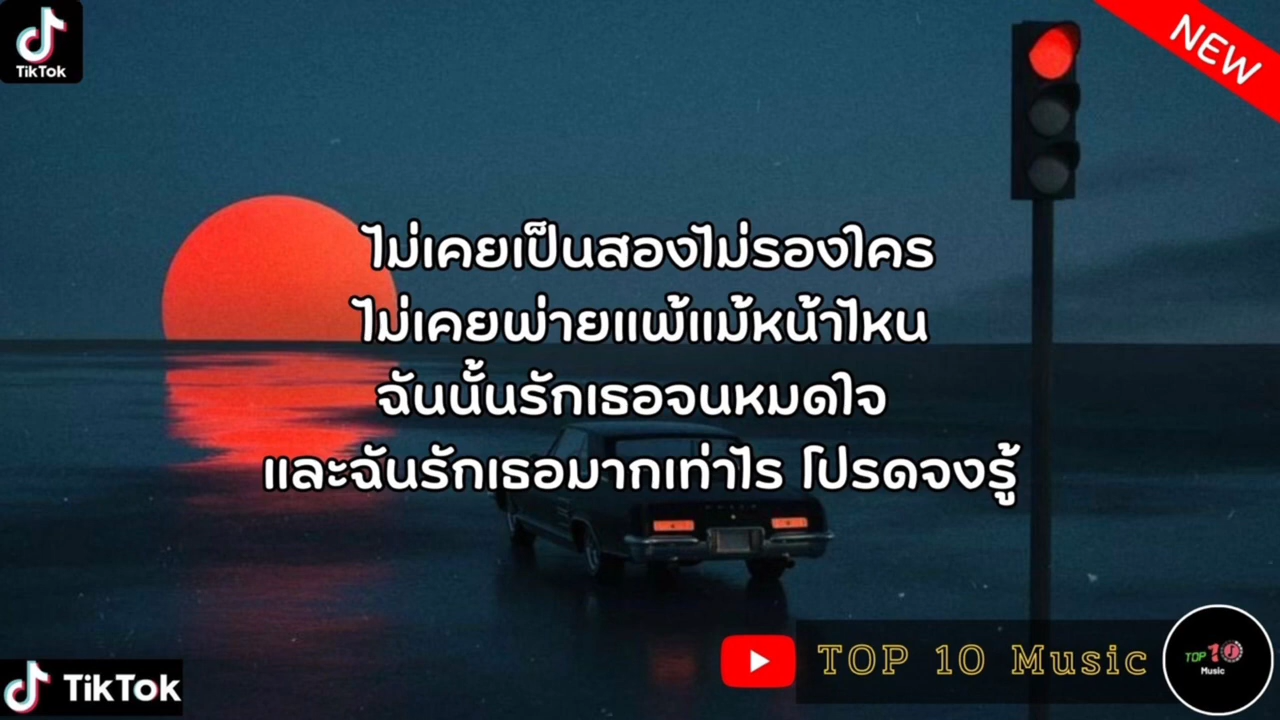 TikTok
NEW
ไม่เคยเป็นสองไม่รองใคร
ไม่เคยพ่ายแพ้แม้หน้าไหน
ฉันนั้นรักเธอจนหมดใจ
และฉันรักเธอมากเท่าไร โปรดจงรู้
TOP 10 Music
TOP 10
Music
TikTok